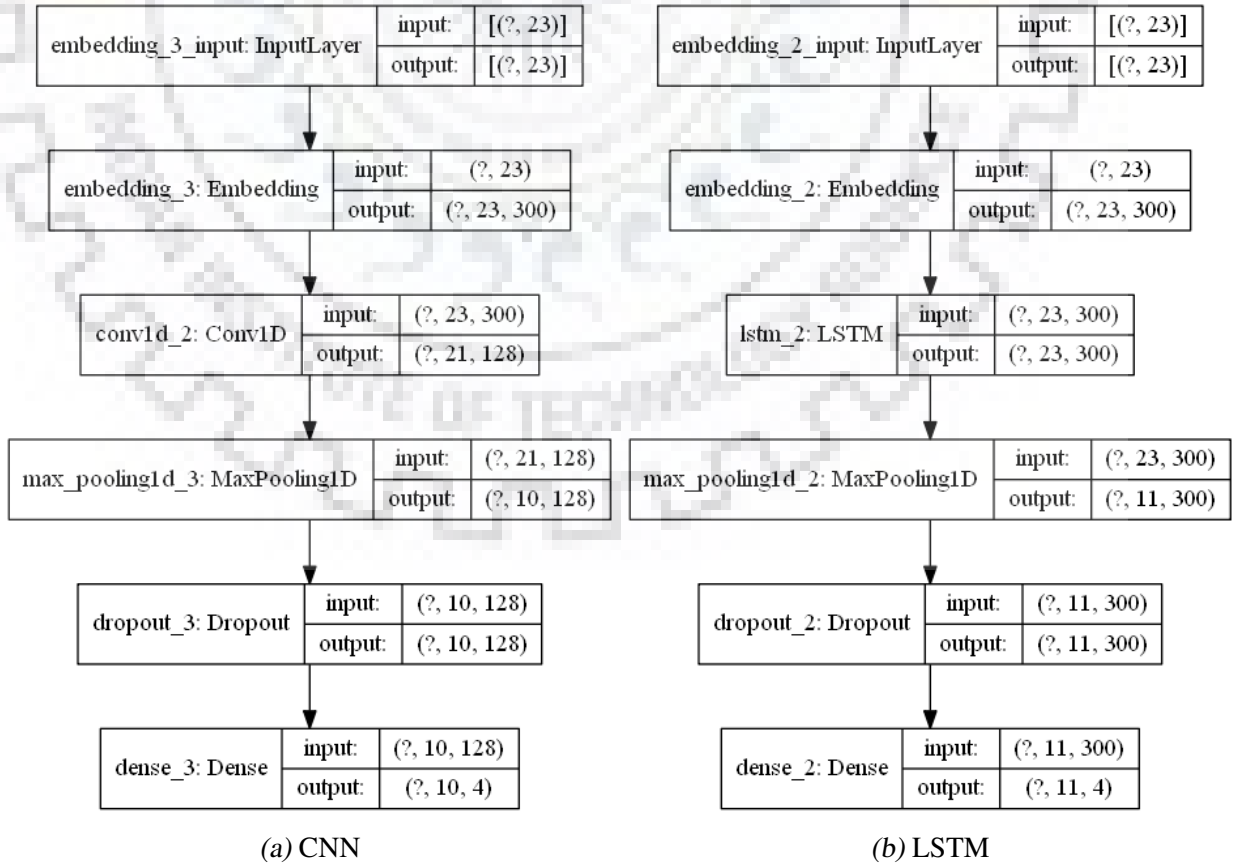 embedding_3_input: InputLayer
input: [(?, 23)]
output: [(?, 23)]
embedding_3: Embedding
input: (?, 23)
output: (?, 23, 300)
conv1d_2: Conv1D
input: (?, 23, 300)
output: (?, 21, 128)
max_pooling1d_3: MaxPooling1D
input: (?, 21, 128)
output: (?, 10, 128)
dropout_3: Dropout
input: (?, 10, 128)
output: (?, 10, 128)
dense_3: Dense
input: (?, 10, 128)
output: (?, 10, 4)
(a) CNN
embedding_2_input: InputLayer
input: [(?, 23)]
output: [(?, 23)]
embedding_2: Embedding
input: (?, 23)
output: (?, 23, 300)
lstm_2: LSTM
input: (?, 23, 300)
output: (?, 23, 300)
max_pooling1d_2: MaxPooling1D
input: (?, 23, 300)
output: (?, 11, 300)
dropout_2: Dropout
input: (?, 11, 300)
output: (?, 11, 300)
dense_2: Dense
input: (?, 11, 300)
output: (?, 11, 4)
(b) LSTM